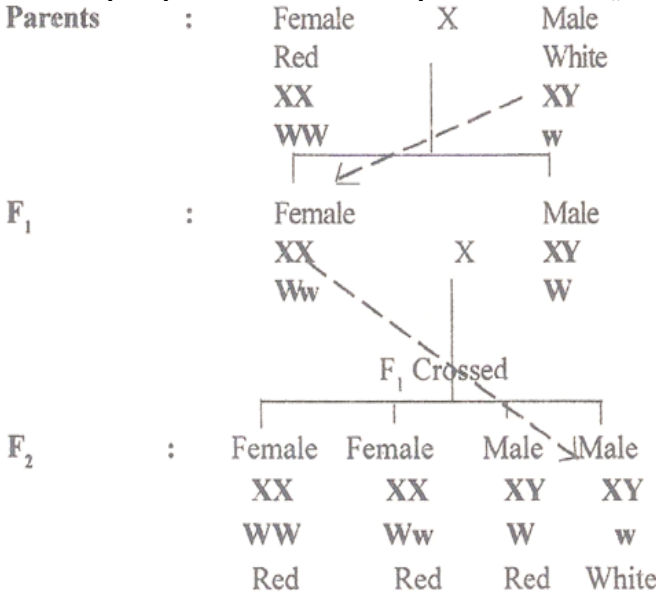 Parents : Female X Male
Red White
XX XY
WW w
F₁ : Female Male
XX X XY
Ww W
F₁ Crossed
F₂ : Female Female Male Male
XX XX XY XY
WW Ww W w
Red Red Red White